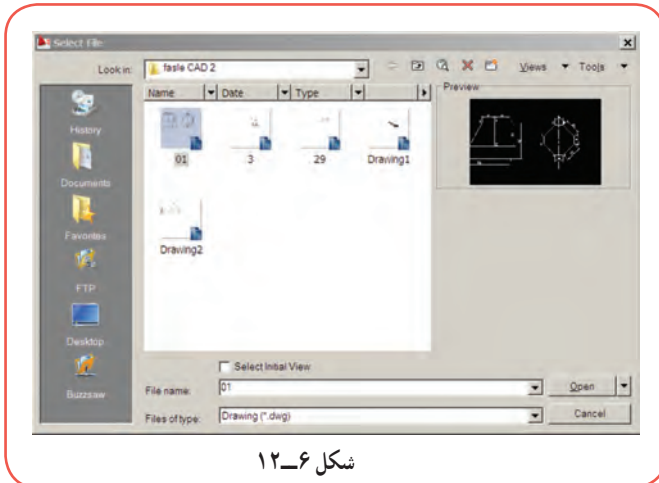 Select File
Look in: fasle CAD 2 Views Tools
Name Date Type Preview
History
01 3 29 Drawing1
Documents
Drawing2
Favorites
FTP
Desktop
Buzzsaw
Select Initial View
File name: 01 Open
Files of type: Drawing (*.dwg) Cancel
شکل ۶ــ۱۲